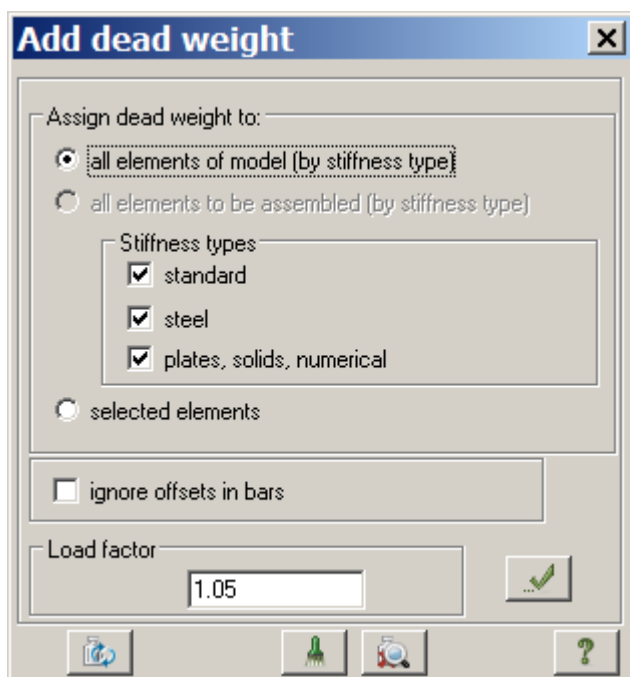 Add dead weight
Assign dead weight to:
all elements of model (by stiffness type)
all elements to be assembled (by stiffness type)
Stiffness types
standard
steel
plates, solids, numerical
selected elements
ignore offsets in bars
Load factor
1.05